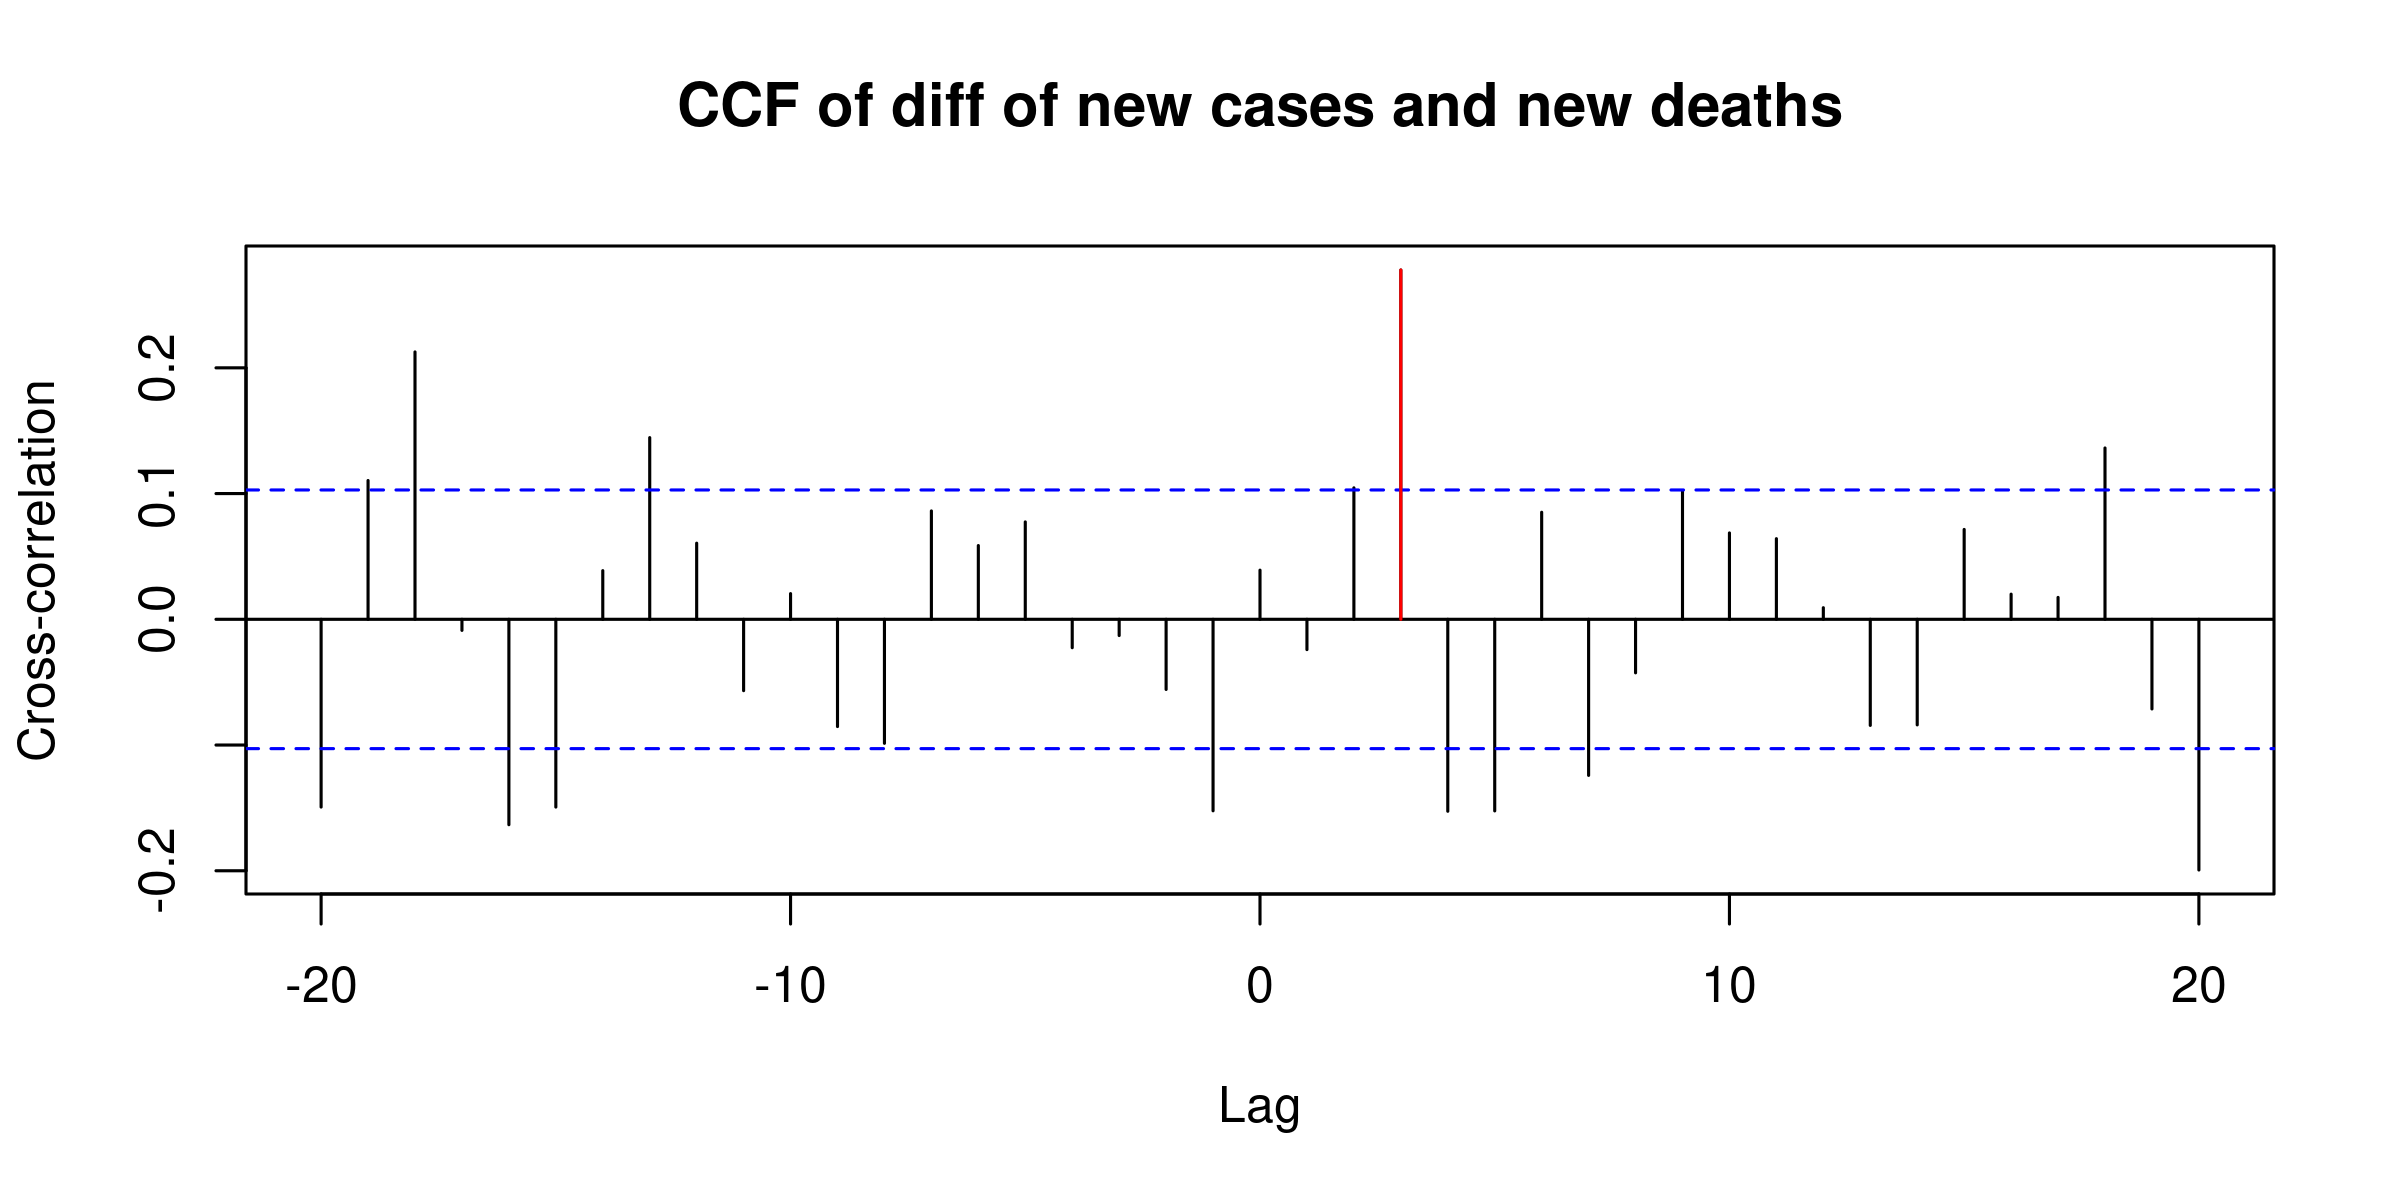 CCF of diff of new cases and new deaths
Cross-correlation
0.2
0.1
0.0
-0.2
-20 -10 0 10 20
Lag